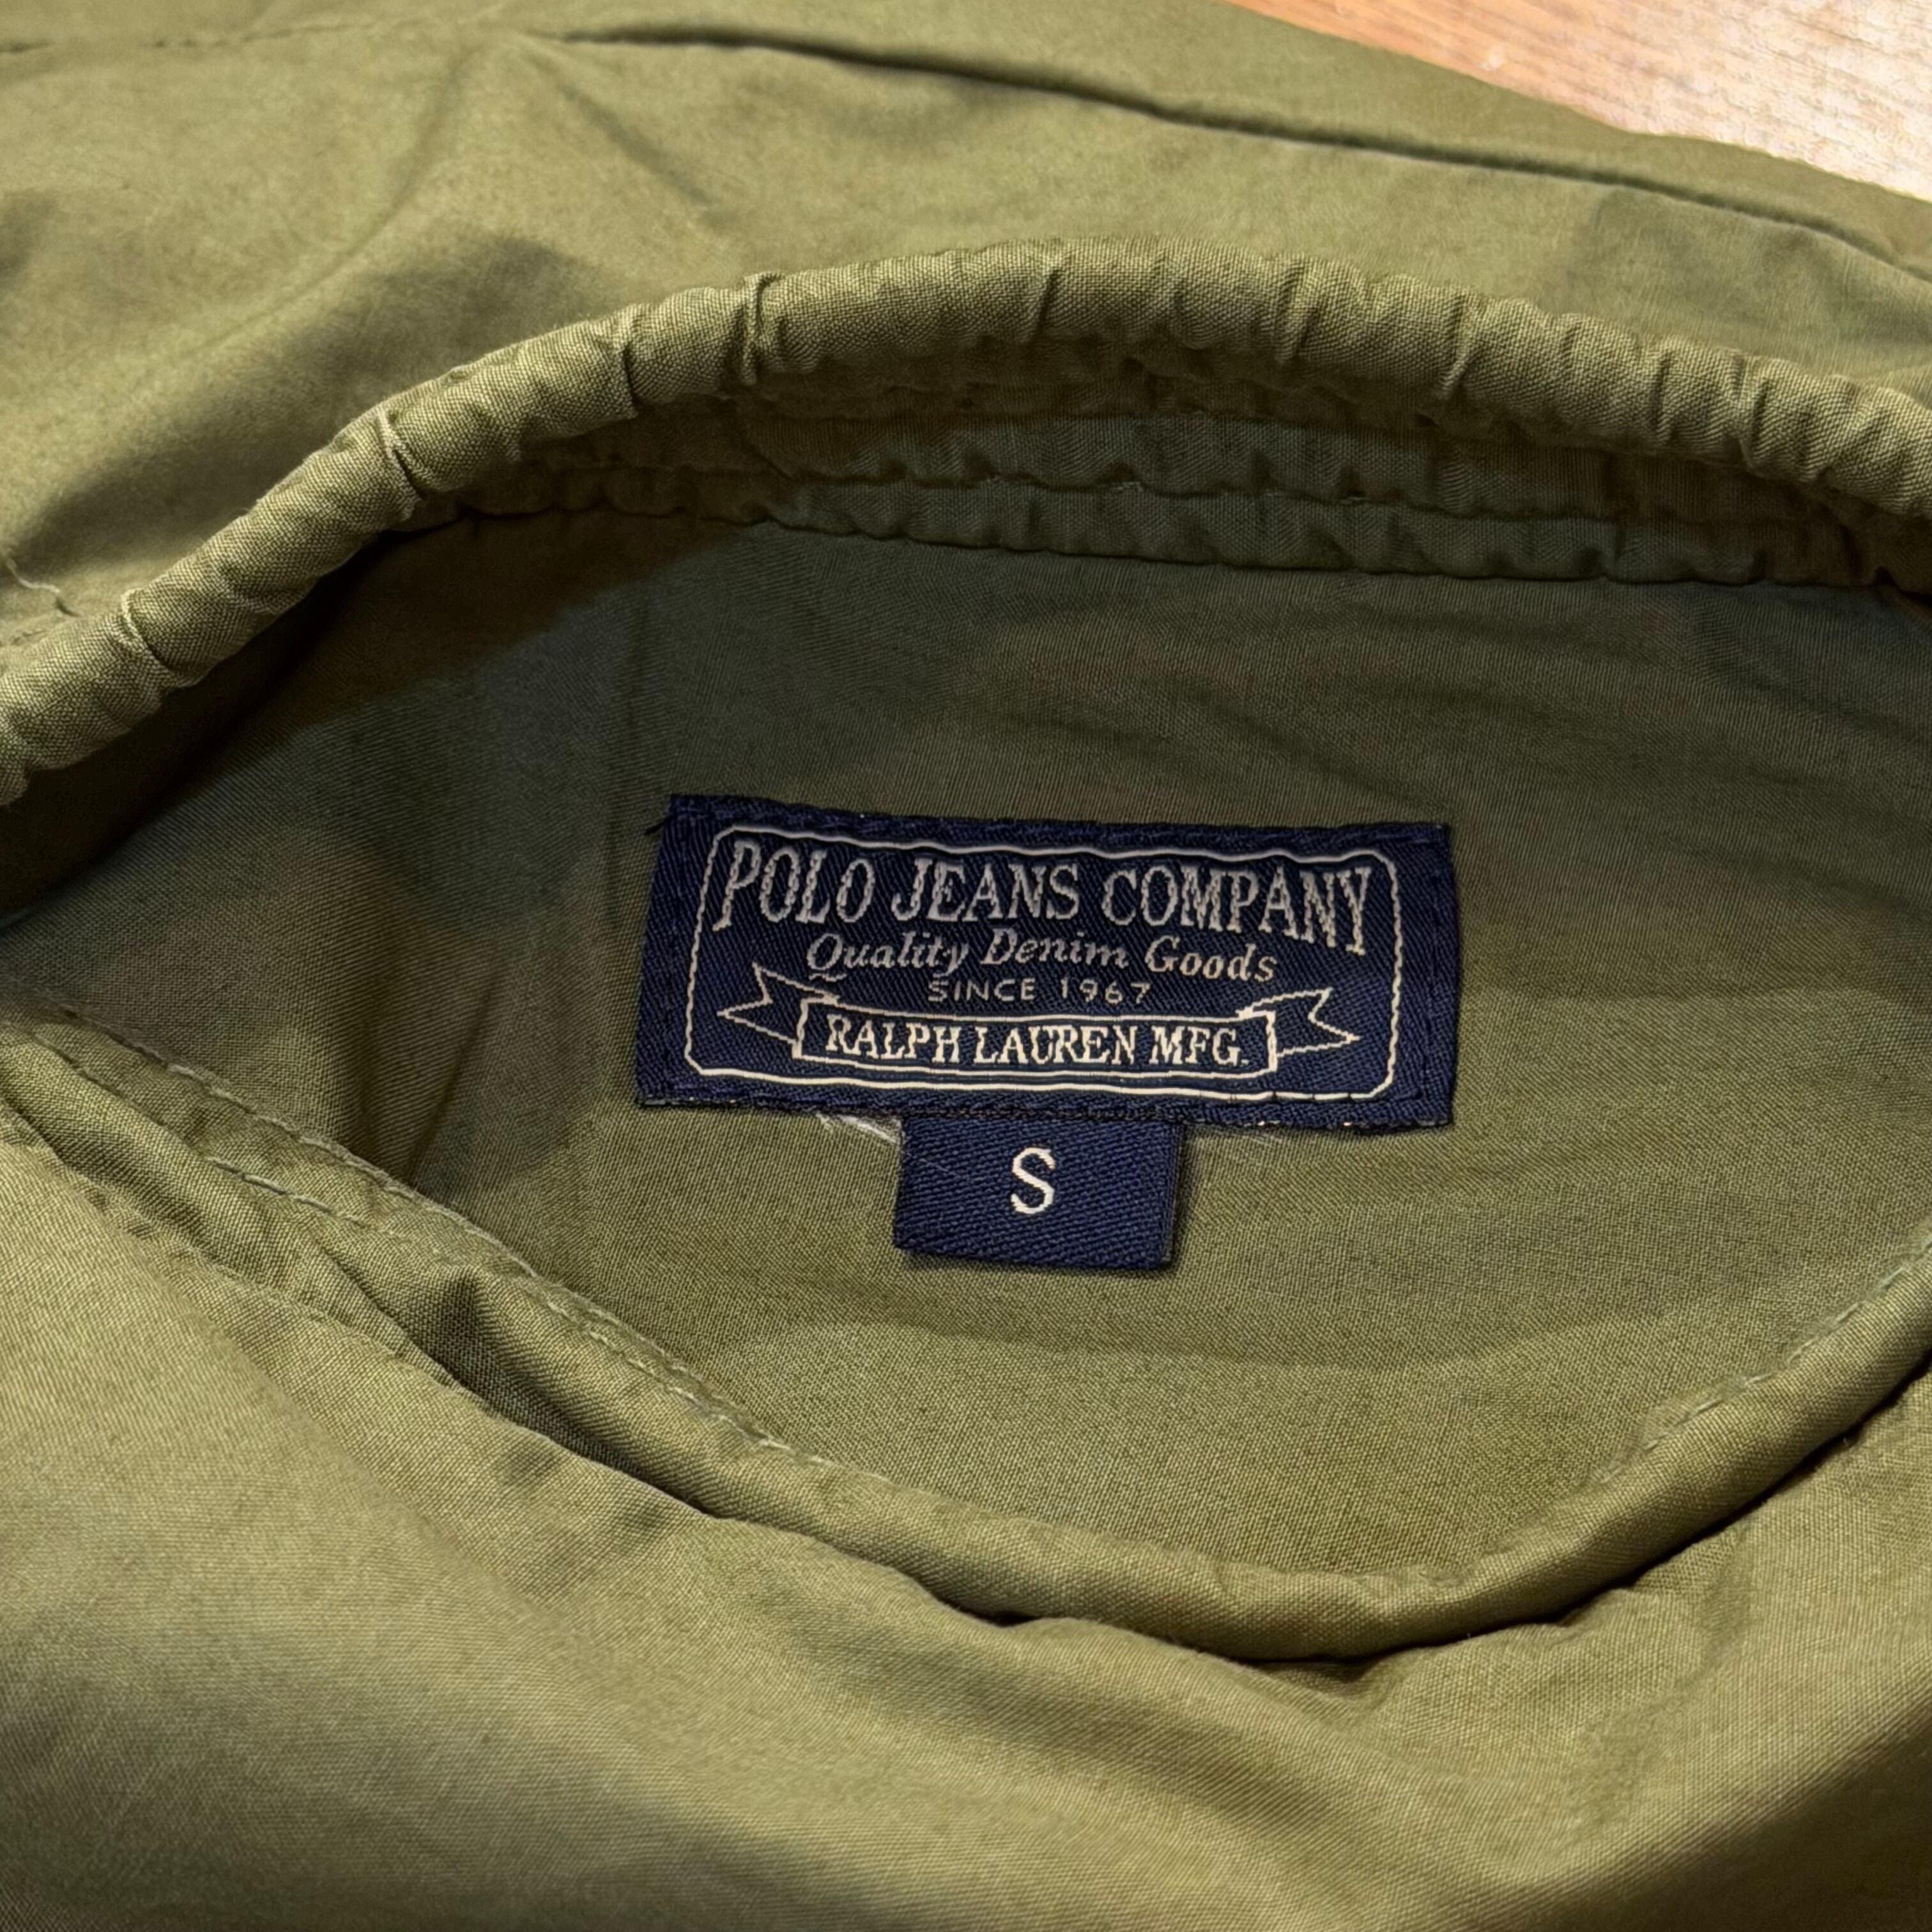 POLO JEANS COMPANY
Quality Denim Goods
SINCE 1967
RALPH LAUREN MFG.
S